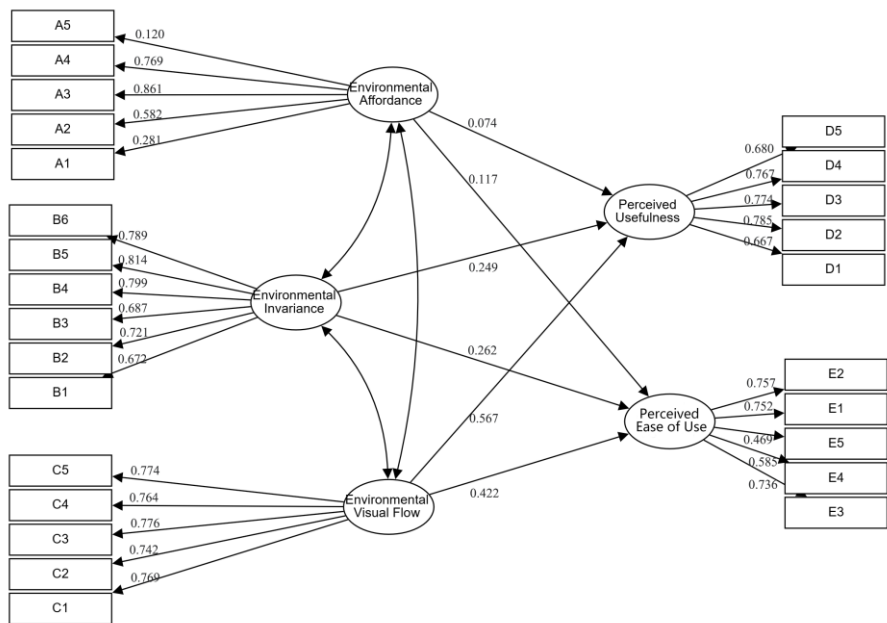 A5
0.120
A4
0.769
A3
0.861
A2
0.582
A1
0.281
Environmental
Affordance
B6
0.789
B5
0.814
B4
0.799
B3
0.687
B2
0.721
B1
0.672
Environmental
Invariance
C5
0.774
C4
0.764
C3
0.776
C2
0.742
C1
0.769
Environmental
Visual Flow
0.074
0.117
0.249
0.262
0.567
0.422
Perceived
Usefulness
0.680
D5
0.767
D4
0.774
D3
0.785
D2
0.667
D1
Perceived
Ease of Use
0.757
E2
0.752
E1
0.469
E5
0.585
E4
0.736
E3